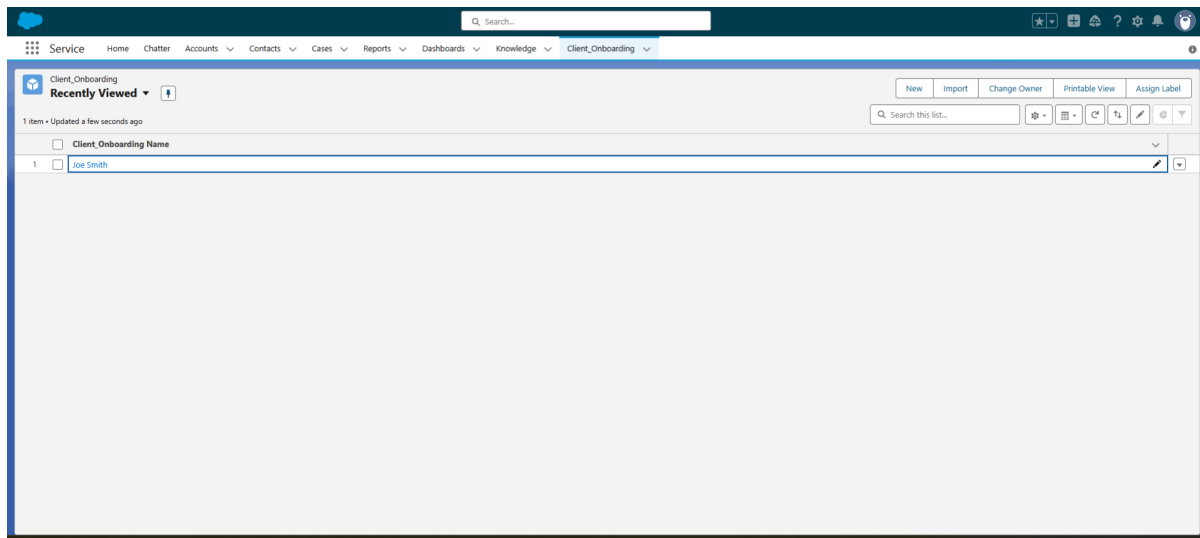 Search...
Service Home Chatter Accounts Contacts Cases Reports Dashboards Knowledge Client_Onboarding
Client_Onboarding
Recently Viewed
New Import Change Owner Printable View Assign Label
1 item • Updated a few seconds ago
Search this list...
Client_Onboarding Name
1 Joe Smith